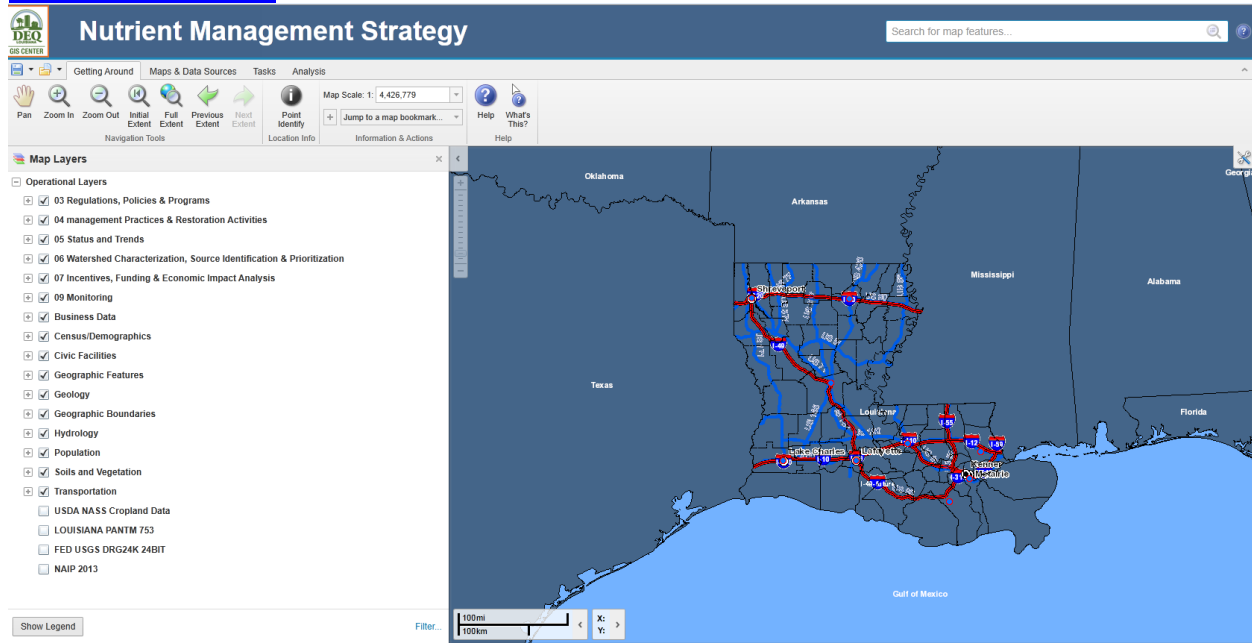 DEQ
LOUISIANA
GIS CENTER
Nutrient Management Strategy
Search for map features...
Getting Around
Maps & Data Sources
Tasks
Analysis
Pan
Zoom In
Zoom Out
Initial Extent
Full Extent
Previous Extent
Next Extent
Navigation Tools
Point Identify
Location Info
Map Scale: 1: 4,426,779
Jump to a map bookmark...
Information & Actions
Help
What's This?
Help
Map Layers
Operational Layers
03 Regulations, Policies & Programs
04 management Practices & Restoration Activities
05 Status and Trends
06 Watershed Characterization, Source Identification & Prioritization
07 Incentives, Funding & Economic Impact Analysis
09 Monitoring
Business Data
Census/Demographics
Civic Facilities
Geographic Features
Geology
Geographic Boundaries
Hydrology
Population
Soils and Vegetation
Transportation
USDA NASS Cropland Data
LOUISIANA PANTM 753
FED USGS DRG24K 24BIT
NAIP 2013
Show Legend
Filter...
Oklahoma
Arkansas
Georgia
Mississippi
Alabama
Shreveport
I-49
Texas
Louisiana
Florida
I-55
I-12
I-59
I-10
Lake Charles
I-10
Lafayette
Kenner
Metairie
Gulf of Mexico
100mi
100km
X:
Y: